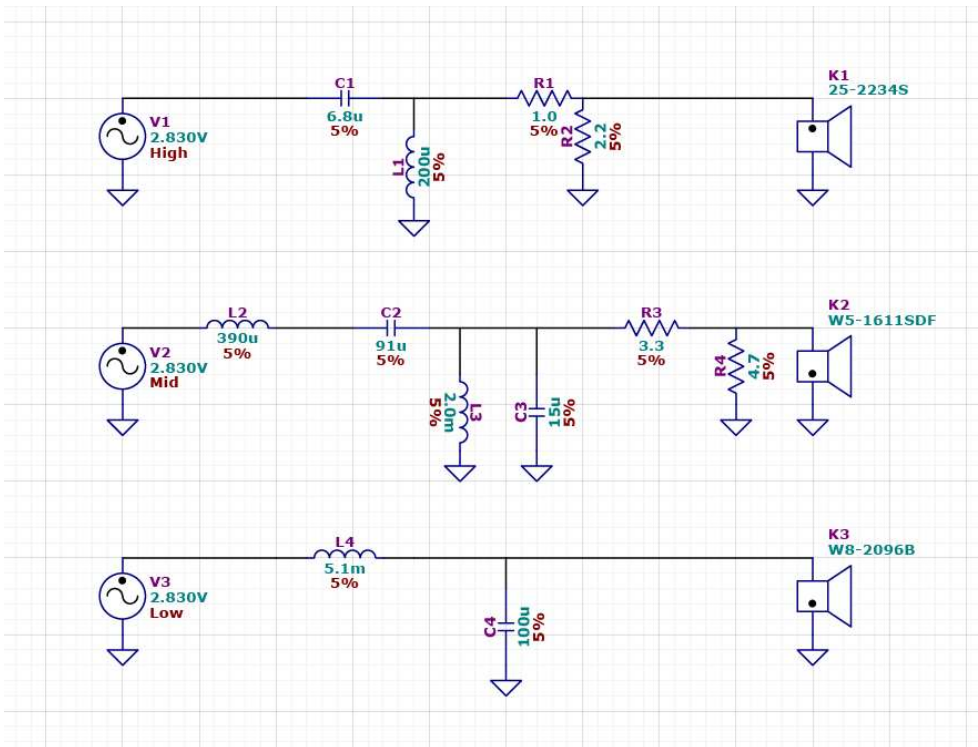 C1
6.8u
5%
R1
1.0
5%
K1
25-2234S
V1
2.830V
High
L1
200u
5%
R2
2.2
5%
L2
390u
5%
C2
91u
5%
R3
3.3
5%
K2
W5-1611SDF
V2
2.830V
Mid
5%
2.0m
L3
C3
15u
5%
R4
4.7
5%
L4
5.1m
5%
K3
W8-2096B
V3
2.830V
Low
C4
100u
5%